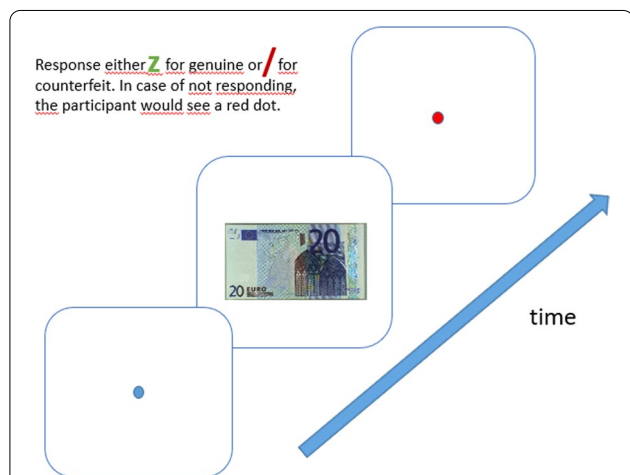 Response either Z for genuine or / for
counterfeit. In case of not responding,
the participant would see a red dot.
20
20 EURO
time